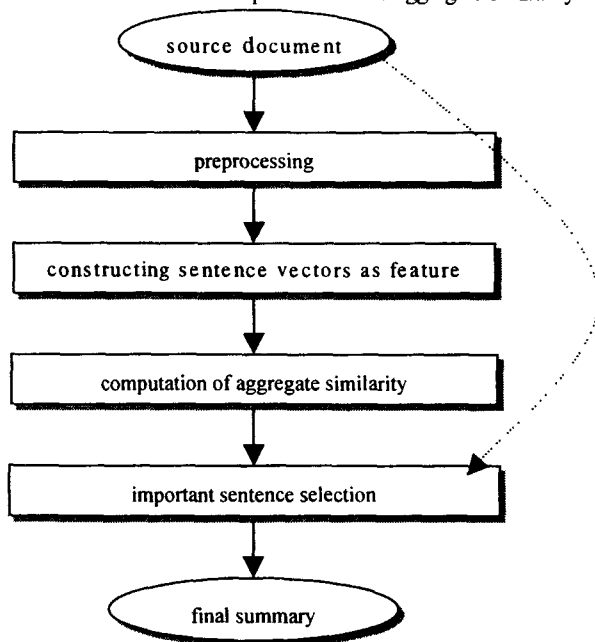 source document
preprocessing
constructing sentence vectors as feature
computation of aggregate similarity
important sentence selection
final summary